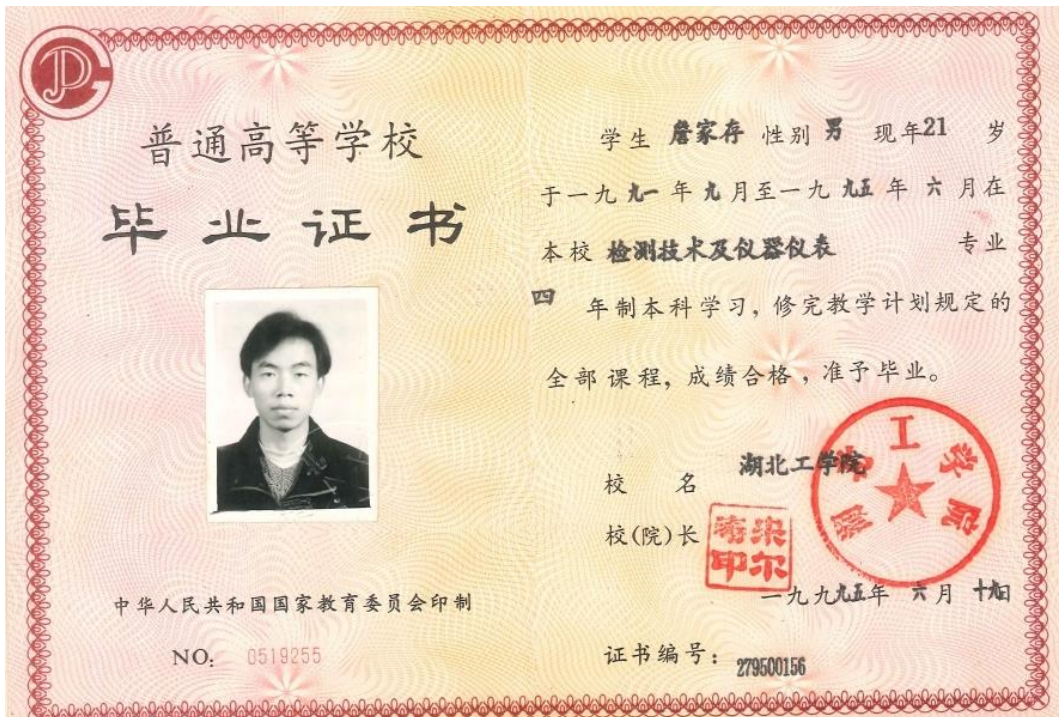 普通高等学校
毕业证书
中华人民共和国国家教育委员会印制
NO: 0519255
学生 詹家存 性别 男 现年21 岁
于一九九一年九月至一九九五年六月在
本校 检测技术及仪器仪表 专业
四 年制本科学习，修完教学计划规定的
全部课程，成绩合格，准予毕业。
校 名 湖北工学院
校(院)长
湖北工学院
一九九五年 六月 十九日
证书编号：279500156